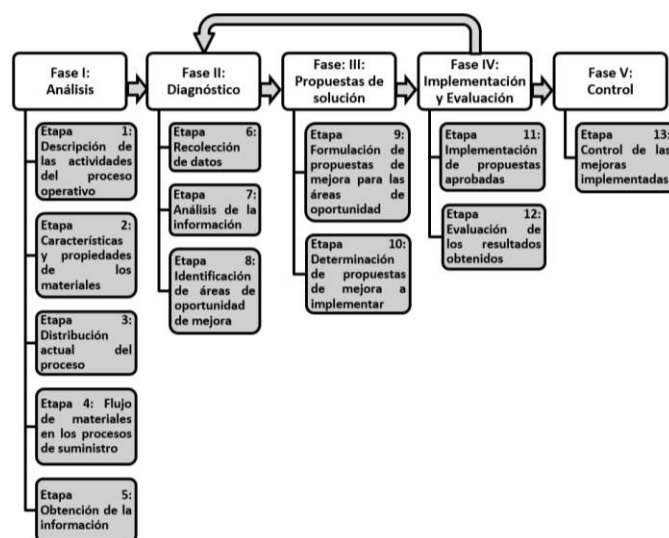 Fase I:
Análisis
Fase II:
Diagnóstico
Fase: III:
Propuestas de
solución
Fase IV:
Implementación
y Evaluación
Fase V:
Control
Etapa 1:
Descripción de
las actividades
del proceso
operativo
Etapa 2:
Características
y propiedades
de los
materiales
Etapa 3:
Distribución
actual del
proceso
Etapa 4: Flujo
de materiales
en los procesos
de suministro
Etapa 5:
Obtención de la
información
Etapa 6:
Recolección de
datos
Etapa 7:
Análisis de la
información
Etapa 8:
Identificación
de áreas de
oportunidad
de mejora
Etapa 9:
Formulación de
propuestas de
mejora para las
áreas de
oportunidad
Etapa 10:
Determinación
de propuestas
de mejora a
implementar
Etapa 11:
Implementación
de propuestas
aprobadas
Etapa 12:
Evaluación de
los resultados
obtenidos
Etapa 13:
Control de las
mejoras
implementadas